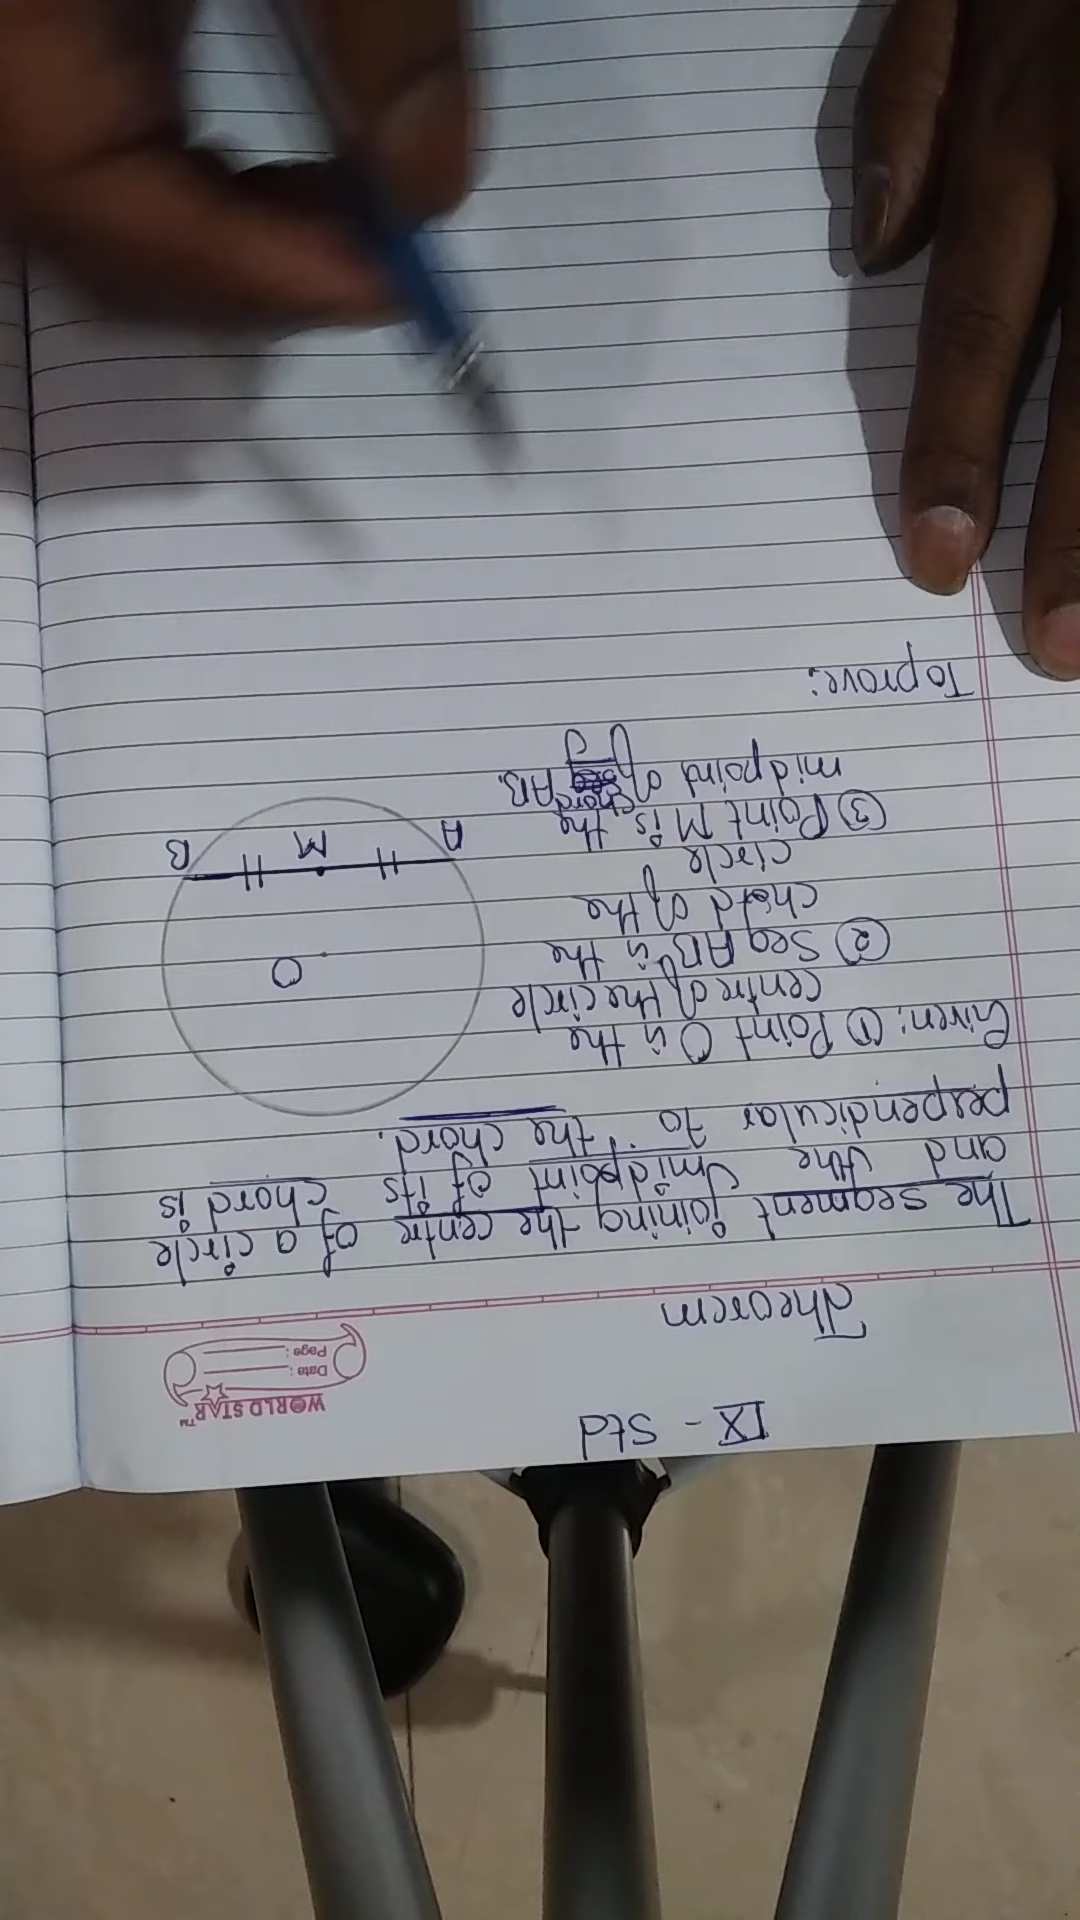 IX - Std
WORLD STAR™
Date :
Page :
Theorem
The segment joining the centre of a circle
and the midpoint of its chord is
perpendicular to the chord.
Given: ① Point O is the
centre of the circle
② Seg AB is the
chord of the
circle
③ Point M is the
chord
midpoint of AB.
To prove:
O
A M B